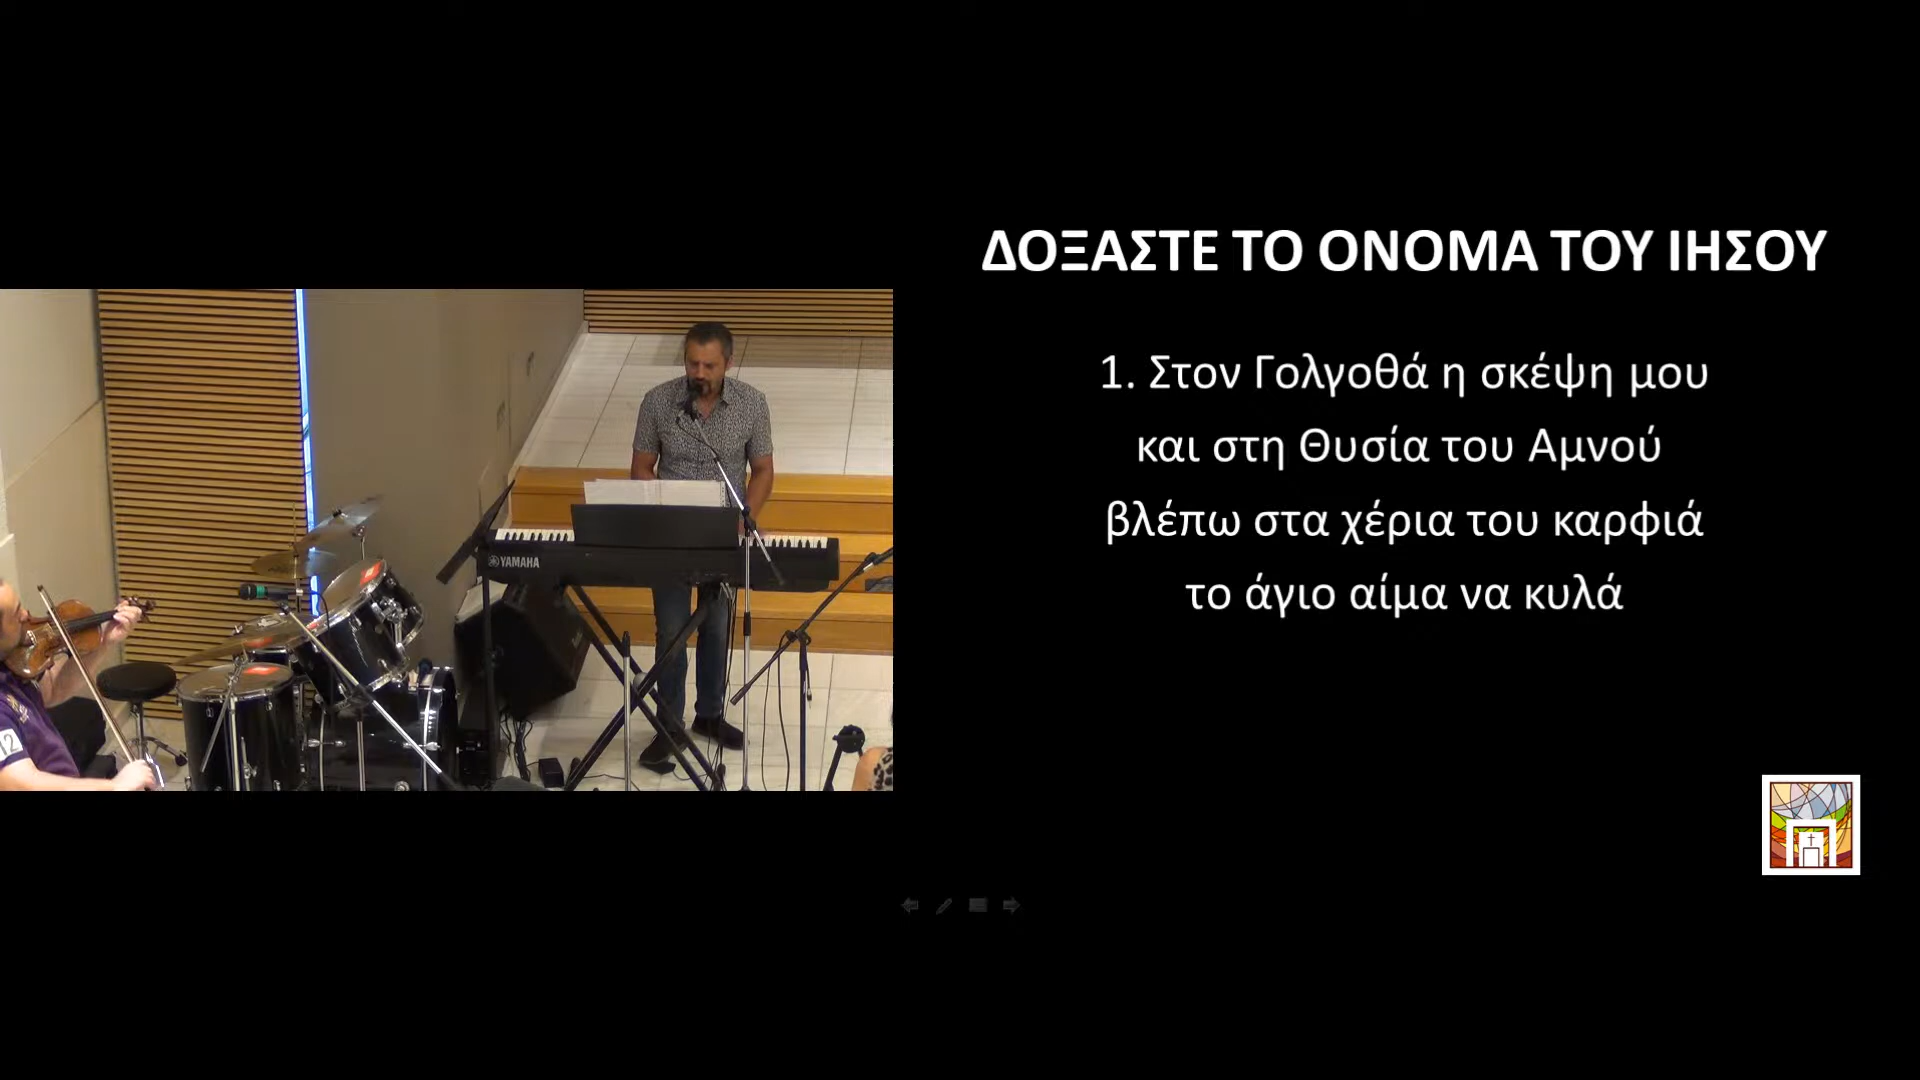 ΔΟΞΑΣΤΕ ΤΟ ΟΝΟΜΑ ΤΟΥ ΙΗΣΟΥ
1. Στον Γολγοθά η σκέψη μου
και στη Θυσία του Αμνού
βλέπω στα χέρια του καρφιά
το άγιο αίμα να κυλά
YAMAHA
12